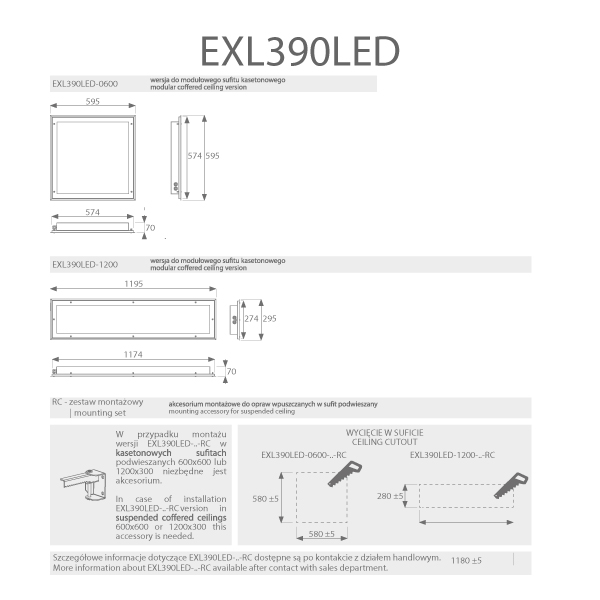 EXL390LED
EXL390LED-0600
wersja do modułowego sufitu kasetonowego
modular coffered ceiling version
595
574 595
574
70
EXL390LED-1200
wersja do modułowego sufitu kasetonowego
modular coffered ceiling version
1195
274 295
1174
70
RC - zestaw montażowy
| mounting set
akcesorium montażowe do opraw wpuszczanych w sufit podwieszany
mounting accessory for suspended ceiling
W przypadku montażu
wersji EXL390LED-..-RC w
kasetonowych sufitach
podwieszanych 600x600 lub
1200x300 niezbędne jest
akcesorium.
In case of installation
EXL390LED-..-RC version in
suspended coffered ceilings
600x600 or 1200x300 this
accessory is needed.
WYCIĘCIE W SUFICIE
CEILING CUTOUT
EXL390LED-0600-..-RC
EXL390LED-1200-..-RC
580 ±5
580 ±5
280 ±5
1180 ±5
Szczegółowe informacje dotyczące EXL390LED-..-RC dostępne są po kontakcie z działem handlowym.
More information about EXL390LED-..-RC available after contact with sales department.